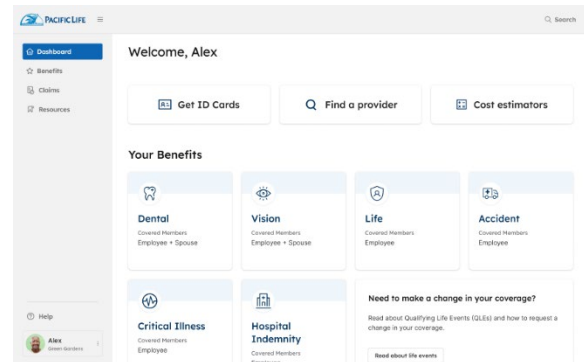 PACIFIC LIFE
Search
Dashboard
Benefits
Claims
Resources
Welcome, Alex
Get ID Cards
Find a provider
Cost estimators
Your Benefits
Dental
Covered Members
Employee + Spouse
Vision
Covered Members
Employee + Spouse
Life
Covered Members
Employee
Accident
Covered Members
Employee
Critical Illness
Covered Members
Employee
Hospital
Indemnity
Covered Members
Employee
Need to make a change in your coverage?
Read about Qualifying Life Events (QLEs) and how to request a
change in your coverage.
Read about life events
Help
Alex
Green Gardens